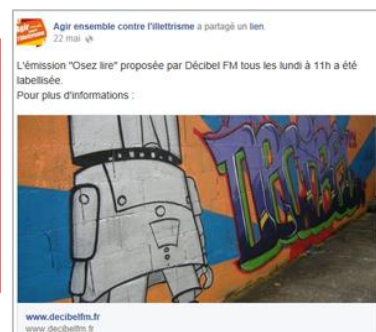 Agir ensemble contre l'illettrisme a partagé un lien.
22 mai
L'émission "Osez lire" proposée par Décibel FM tous les lundi à 11h a été
labellisée.
Pour plus d'informations :
www.decibelfm.fr
www.decibelfm.fr